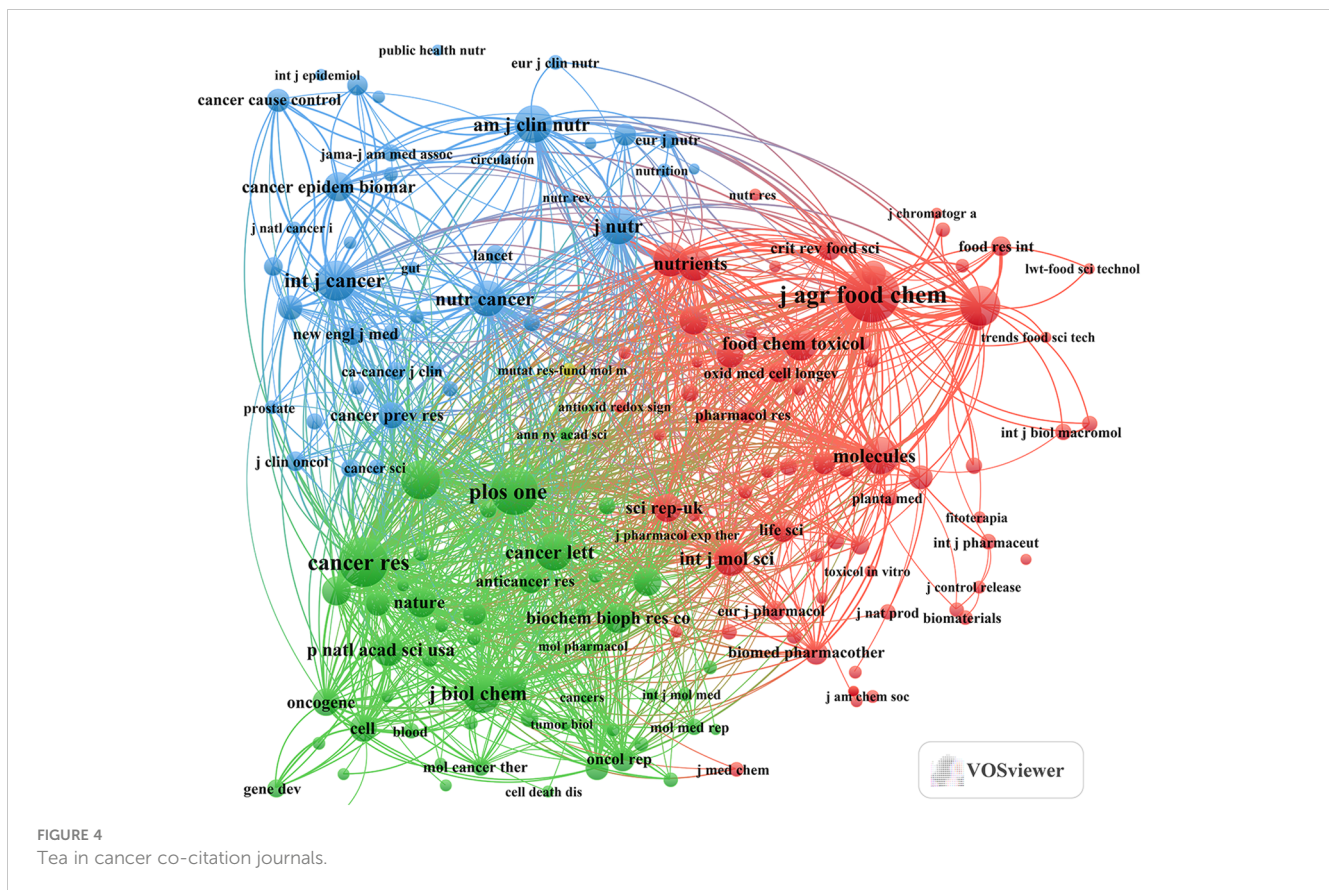 public health nutr
eur j clin nutr
int j epidemiol
cancer cause control
am j clin nutr
eur j nutr
jama-j am med assoc
circulation
nutrition
cancer epidem biomar
nutr res
nutr rev
j chromatogr a
j natl cancer i
j nutr
crit rev food sci
food res int
lancet
nutrients
gut
lwt-food sci technol
int j cancer
nutr cancer
j agr food chem
new engl j med
trends food sci tech
food chem toxicol
ca-cancer j clin
mutat res-fund mol m
oxid med cell longev
prostate
cancer prev res
antioxid redox sign
pharmacol res
ann ny acad sci
int j biol macromol
j clin oncol
cancer sci
molecules
plos one
planta med
sci rep-uk
fitoterapia
j pharmacol exp ther
life sci
int j pharmaceut
cancer res
cancer lett
int j mol sci
toxicol in vitro
anticancer res
j control release
nature
biochem bioph res co
eur j pharmacol
j nat prod
biomaterials
p natl acad sci usa
mol pharmacol
biomed pharmacother
j biol chem
cancers
int j mol med
j am chem soc
oncogene
cell
blood
tumor biol
mol med rep
mol cancer ther
oncol rep
j med chem
gene dev
cell death dis
VOSviewer
FIGURE 4
Tea in cancer co-citation journals.